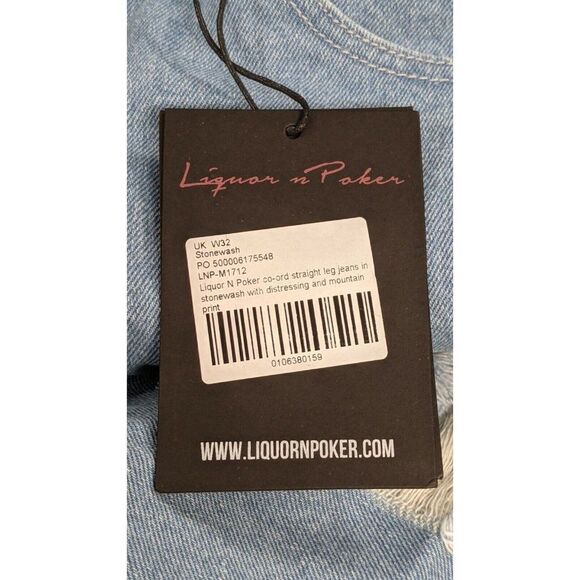 Liquor n Poker
UK W32
Stonewash
PO 500006175548
LNP-M1712
Liquor N Poker co-ord straight leg jeans in
stonewash with distressing and mountain
print
0106380159
WWW.LIQUORNPOKER.COM